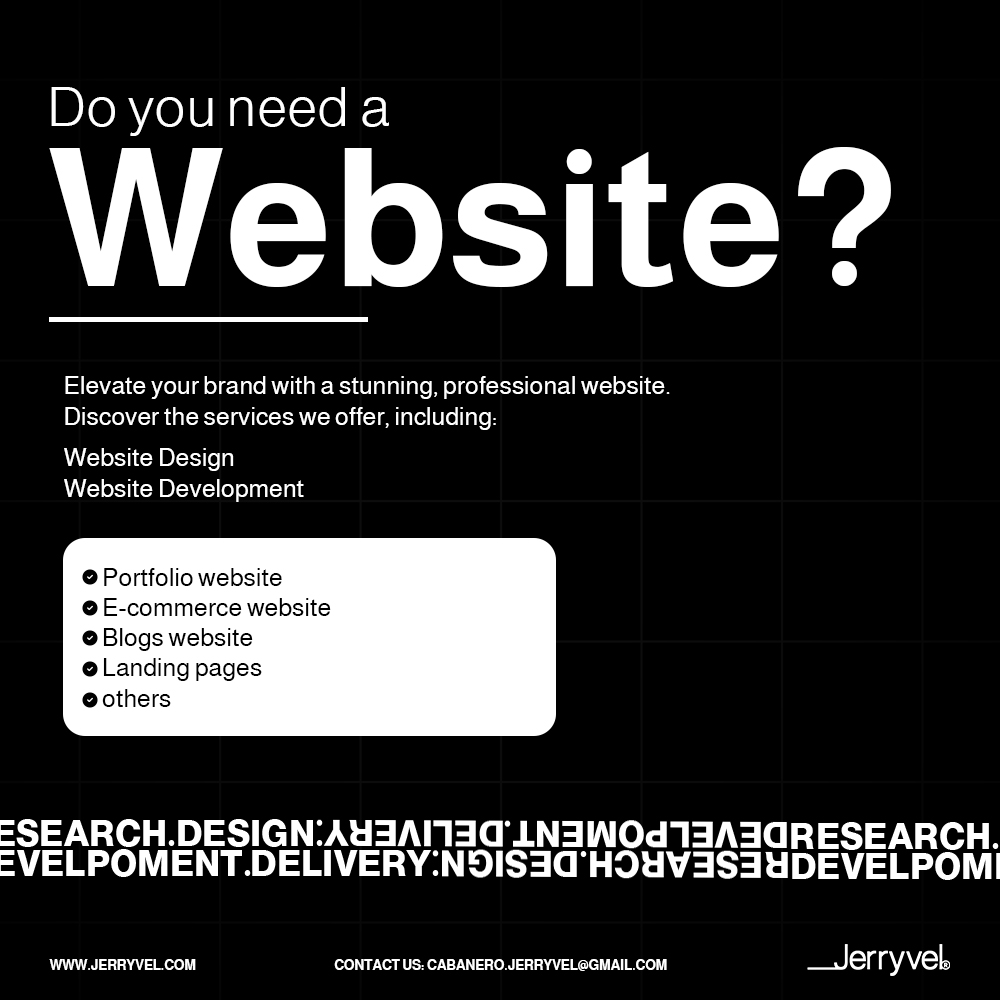 Do you need a
Website?
Elevate your brand with a stunning, professional website.
Discover the services we offer, including:
Website Design
Website Development
Portfolio website
E-commerce website
Blogs website
Landing pages
others
ESEARCH.DESIGN.DEVELPOMENT.DELIVERY.RESEARCH.
EVELPOMENT.DELIVERY.RESEARCH.DESIGN.DEVELPOM
WWW.JERRYVEL.COM
CONTACT US: CABANERO.JERRYVEL@GMAIL.COM
Jerryvel®